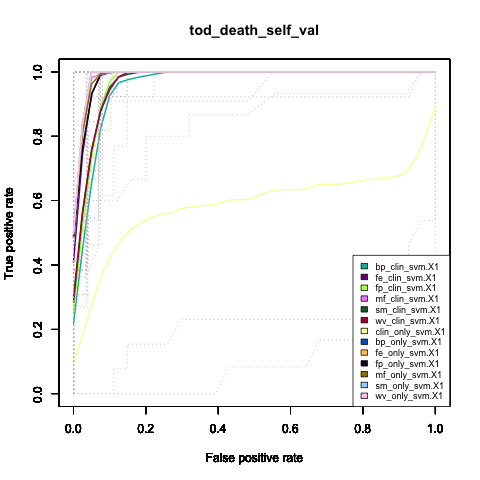 tod_death_self_val
True positive rate
1.0
0.8
0.6
0.4
0.2
0.0
bp_clin_svm.X1
fe_clin_svm.X1
fp_clin_svm.X1
mf_clin_svm.X1
sm_clin_svm.X1
wv_clin_svm.X1
clin_only_svm.X1
bp_only_svm.X1
fe_only_svm.X1
fp_only_svm.X1
mf_only_svm.X1
sm_only_svm.X1
wv_only_svm.X1
0.0 0.2 0.4 0.6 0.8 1.0
False positive rate